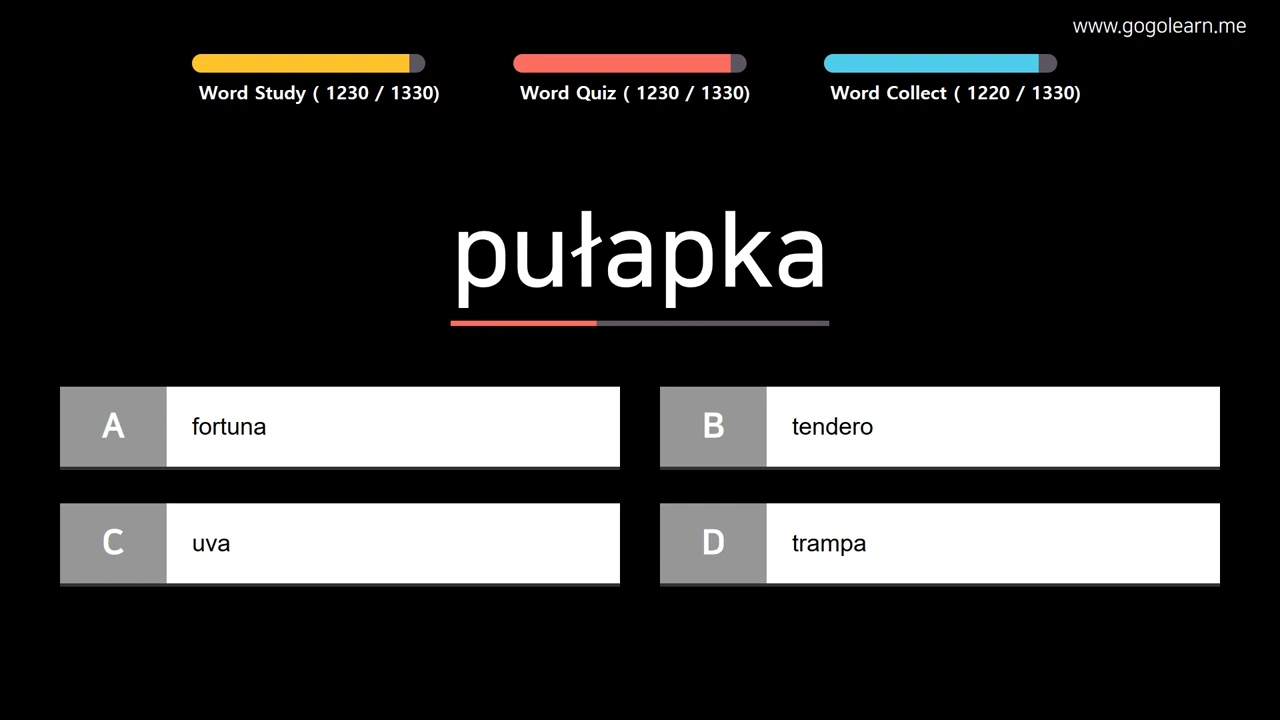 www.gogolearn.me
Word Study ( 1230 / 1330)
Word Quiz ( 1230 / 1330)
Word Collect ( 1220 / 1330)
pułapka
A fortuna
B tendero
C uva
D trampa